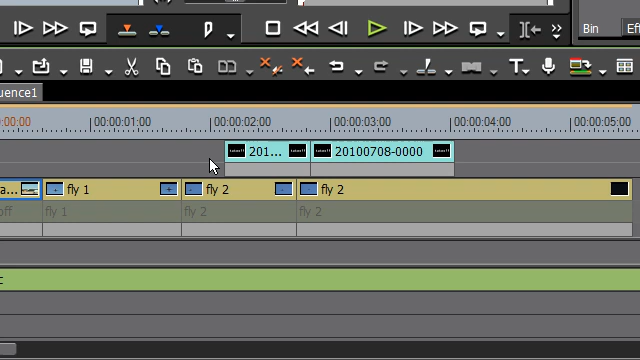 Bin Ef
uence1
:00:00 00:00:01:00 00:00:02:00 00:00:03:00 00:00:04:00 00:00:05:00
201... 20100708-0000
a... fly 1 fly 2 fly 2
off fly 1 fly 2 fly 2